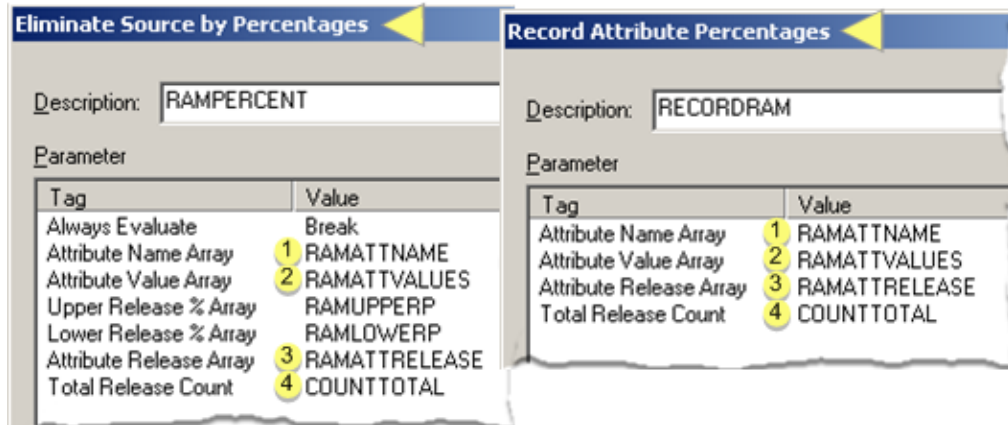 Eliminate Source by Percentages
Description: RAMPERCENT
Parameter
Tag Value
Always Evaluate Break
Attribute Name Array 1 RAMATTNAME
Attribute Value Array 2 RAMATTVALUES
Upper Release % Array RAMUPPERP
Lower Release % Array RAMLOWERP
Attribute Release Array 3 RAMATTRELEASE
Total Release Count 4 COUNTTOTAL
Record Attribute Percentages
Description: RECORDRAM
Parameter
Tag Value
Attribute Name Array 1 RAMATTNAME
Attribute Value Array 2 RAMATTVALUES
Attribute Release Array 3 RAMATTRELEASE
Total Release Count 4 COUNTTOTAL